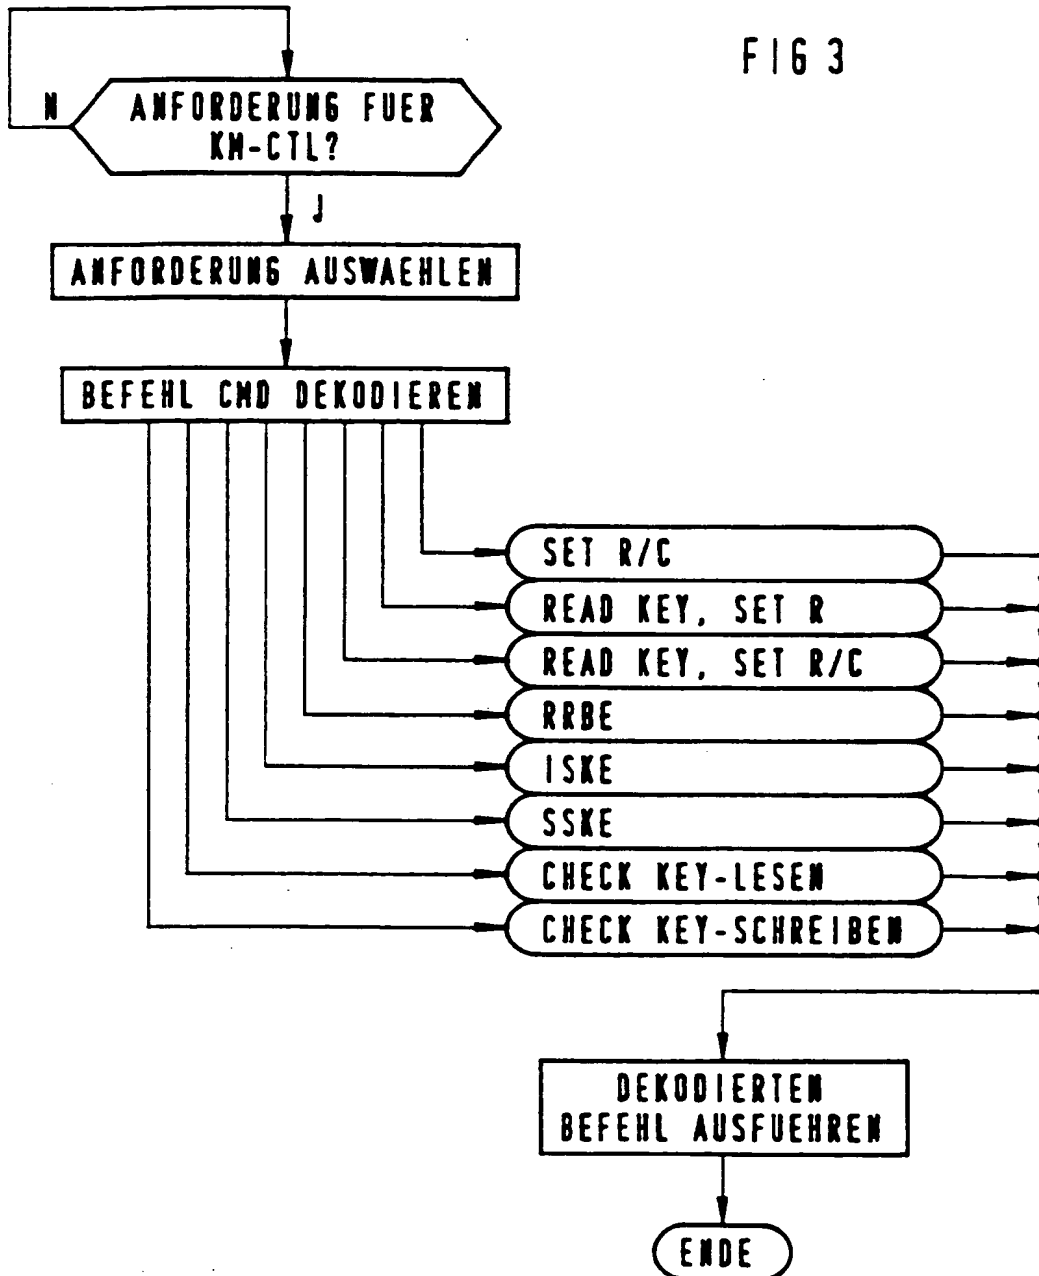 FIG 3
N
ANFORDERUNG FUER
KM-CTL?
J
ANFORDERUNG AUSWAEHLEN
BEFEHL CMD DEKODIEREN
SET R/C
READ KEY, SET R
READ KEY, SET R/C
RRBE
ISKE
SSKE
CHECK KEY-LESEN
CHECK KEY-SCHREIBEN
DEKODIERTEN
BEFEHL AUSFUEHREN
ENDE